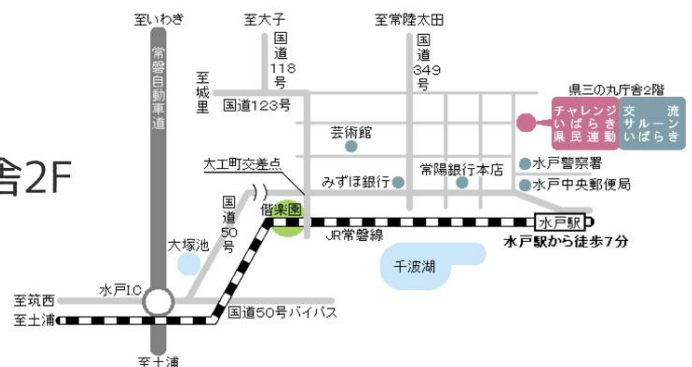 至いわき
至大子
至常陸太田
常磐自動車道
国道118号
国道349号
至城里
国道123号
県三の丸庁舎2階
チャレンジ
いばらき
県民運動
交流
サルーン
いばらき
芸術館
舎2F
大工町交差点
みずほ銀行
常陽銀行本店
水戸警察署
水戸中央郵便局
国道50号
偕楽園
JR常磐線
水戸駅
水戸駅から徒歩7分
大塚池
千波湖
水戸I.C
至筑西
至土浦
国道50号バイパス
至土浦